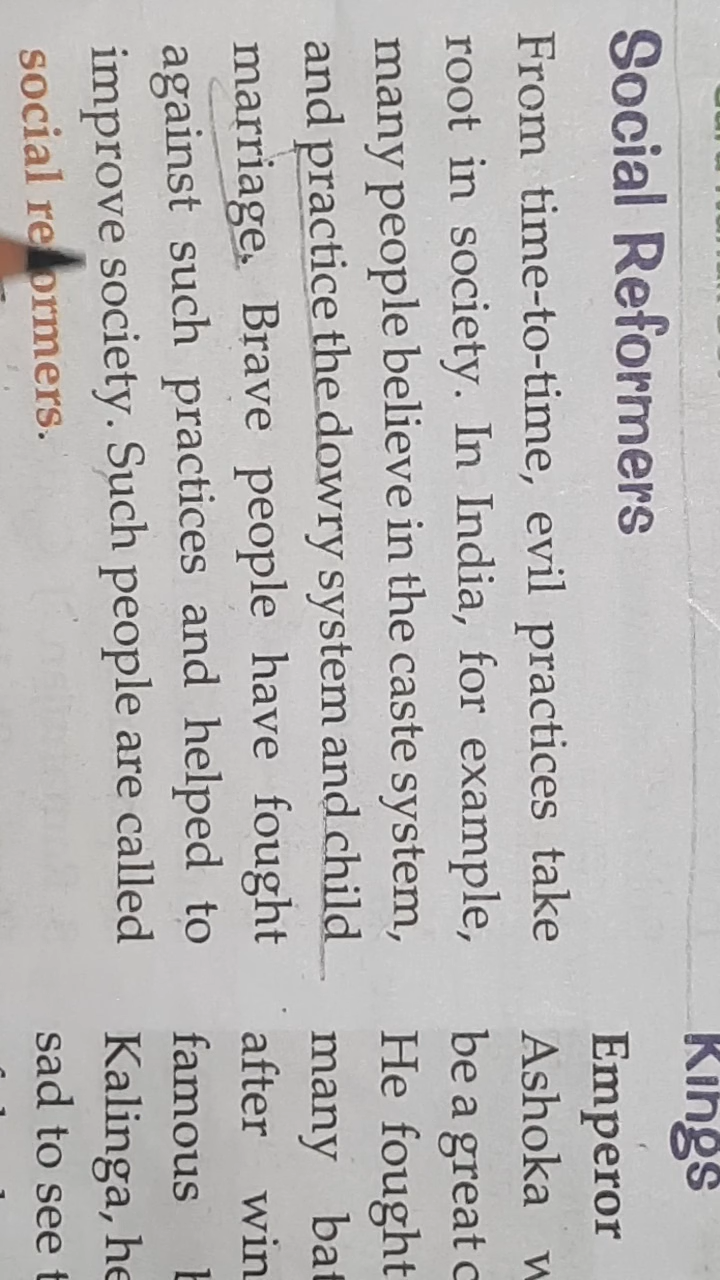 Social Reformers
From time-to-time, evil practices take
root in society. In India, for example,
many people believe in the caste system,
and practice the dowry system and child
marriage. Brave people have fought
against such practices and helped to
improve society. Such people are called
social reformers.
Kings
Emperor
Ashoka
be a great
He fought
many
after
famous
Kalinga, he
sad to see